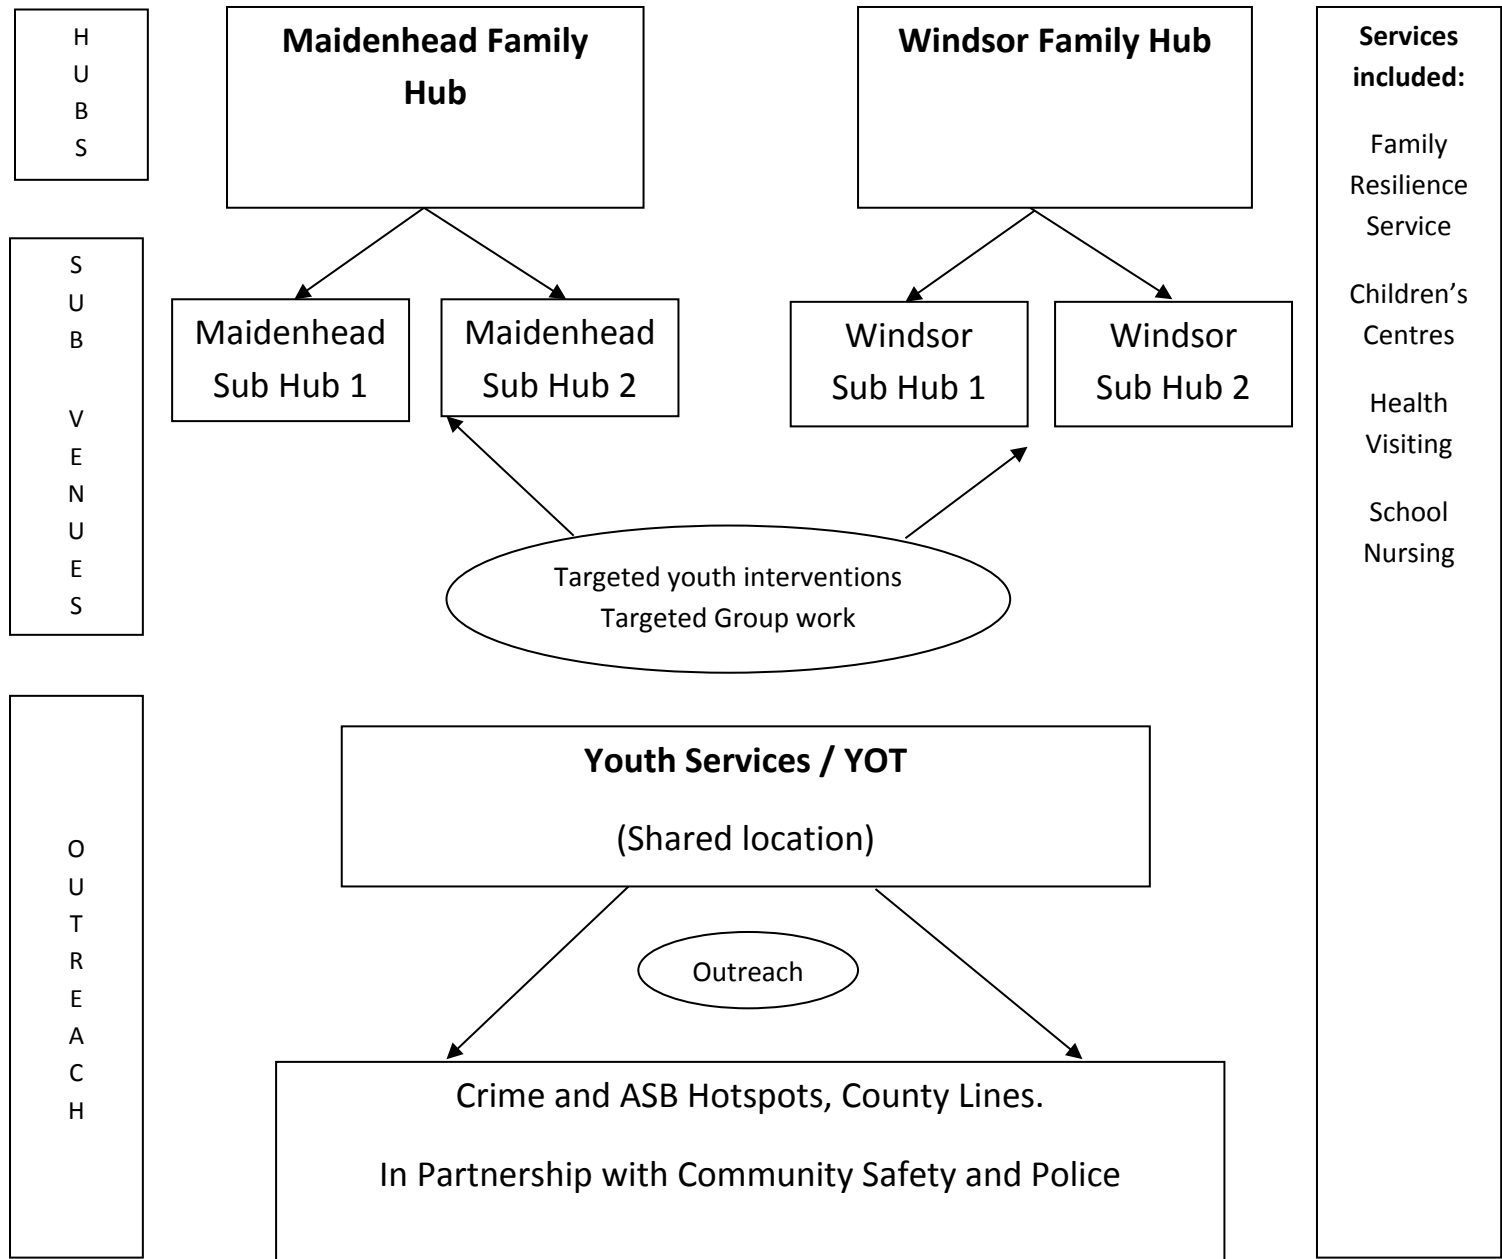 H
U
B
S
Maidenhead Family
Hub
Windsor Family Hub
S
U
B
V
E
N
U
E
S
Maidenhead
Sub Hub 1
Maidenhead
Sub Hub 2
Windsor
Sub Hub 1
Windsor
Sub Hub 2
Targeted youth interventions
Targeted Group work
O
U
T
R
E
A
C
H
Youth Services / YOT
(Shared location)
Outreach
Crime and ASB Hotspots, County Lines.
In Partnership with Community Safety and Police
Services
included:
Family
Resilience
Service
Children’s
Centres
Health
Visiting
School
Nursing